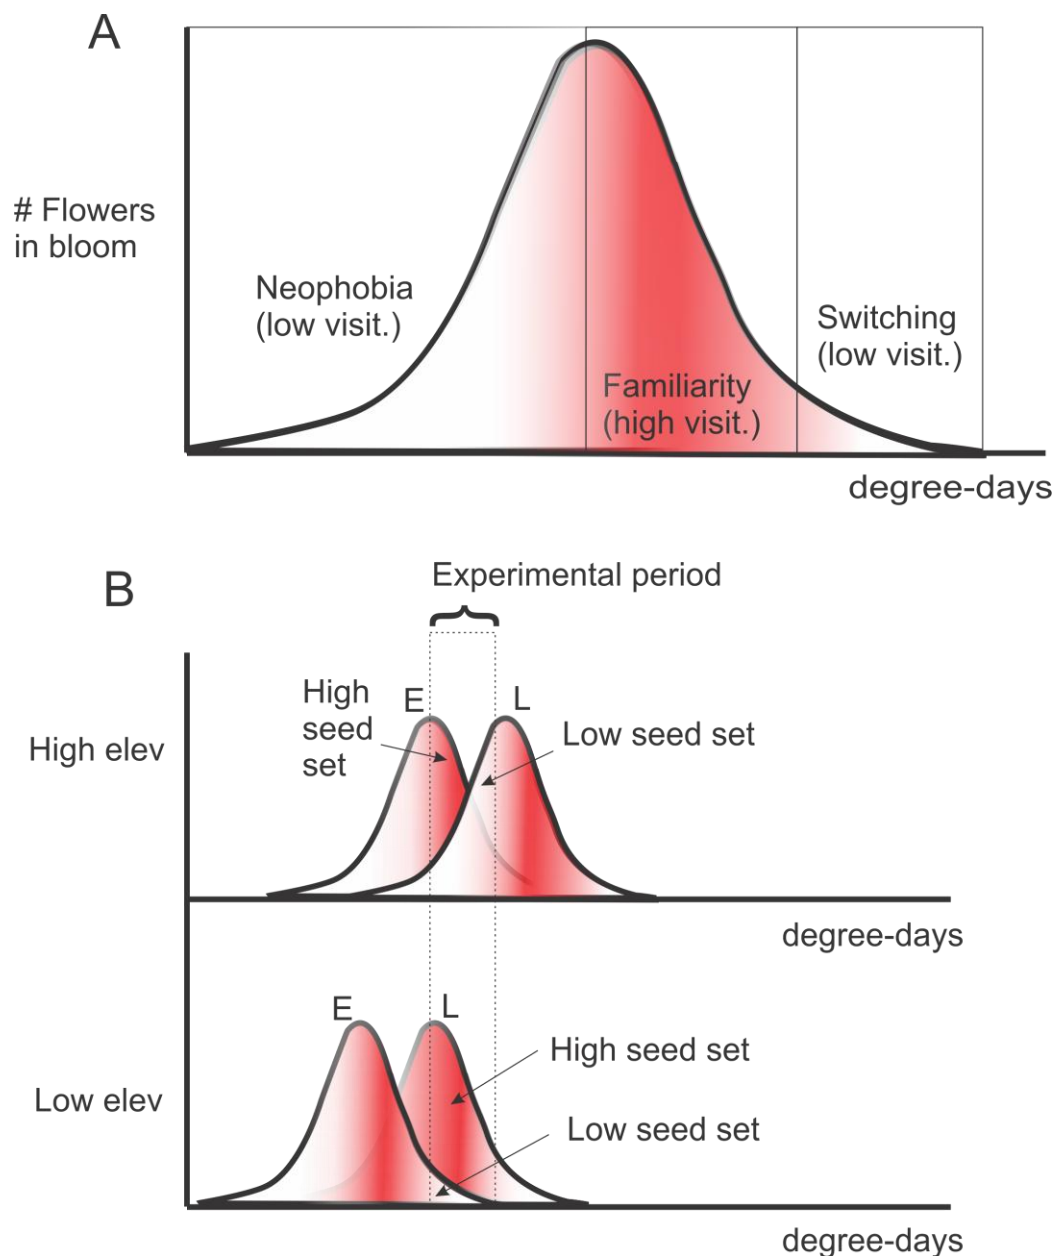 A
# Flowers
in bloom
Neophobia
(low visit.)
Familiarity
(high visit.)
Switching
(low visit.)
degree-days
B
Experimental period
High elev
High
seed
set
E
L
Low seed set
degree-days
Low elev
E
L
High seed set
Low seed set
degree-days